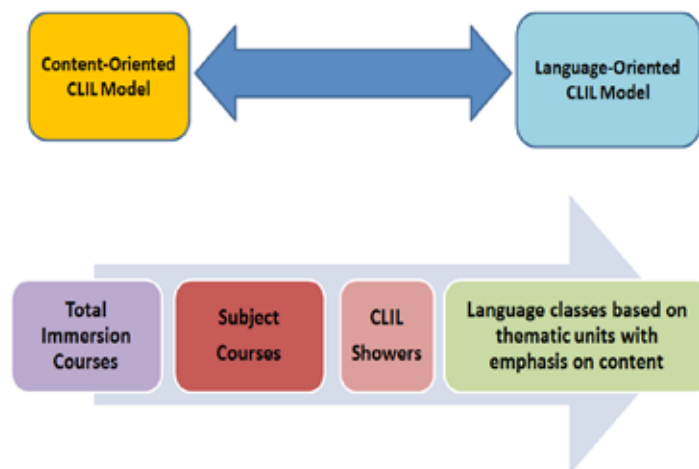 Content-Oriented
CLIL Model
Language-Oriented
CLIL Model
Total
Immersion
Courses
Subject
Courses
CLIL
Showers
Language classes based on
thematic units with
emphasis on content